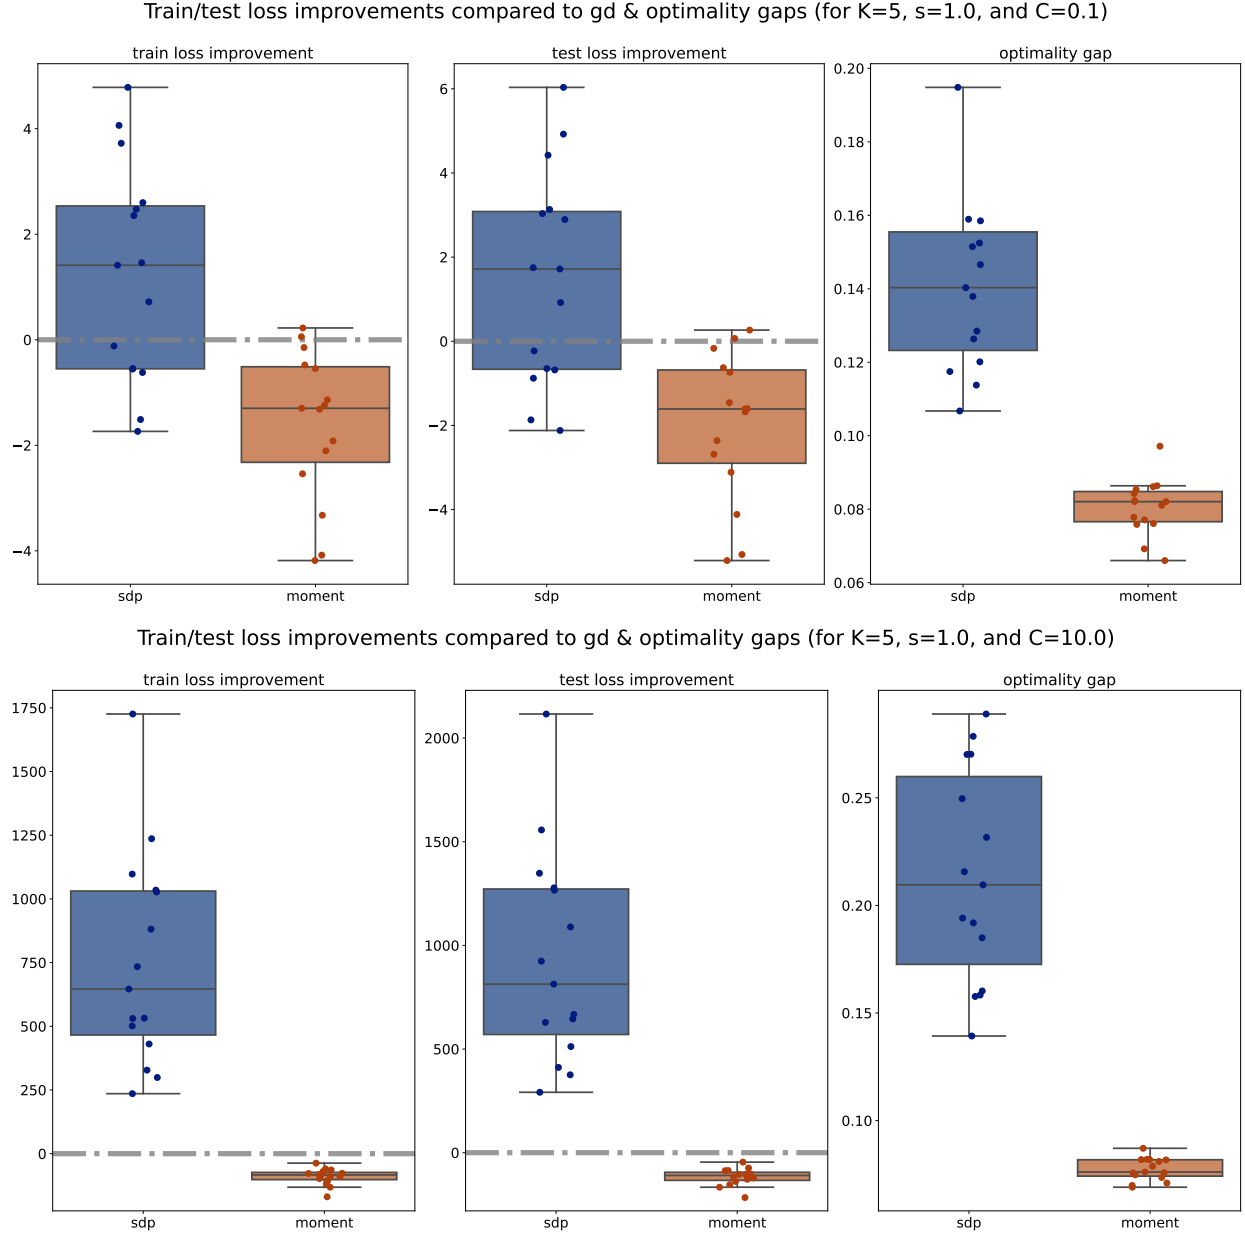 Train/test loss improvements compared to gd & optimality gaps (for K=5, s=1.0, and C=0.1)
train loss improvement
4
2
0
−2
−4
sdp
moment
test loss improvement
6
4
2
0
−2
−4
sdp
moment
optimality gap
0.20
0.18
0.16
0.14
0.12
0.10
0.08
0.06
sdp
moment
Train/test loss improvements compared to gd & optimality gaps (for K=5, s=1.0, and C=10.0)
train loss improvement
1750
1500
1250
1000
750
500
250
0
sdp
moment
test loss improvement
2000
1500
1000
500
0
sdp
moment
optimality gap
0.25
0.20
0.15
0.10
sdp
moment